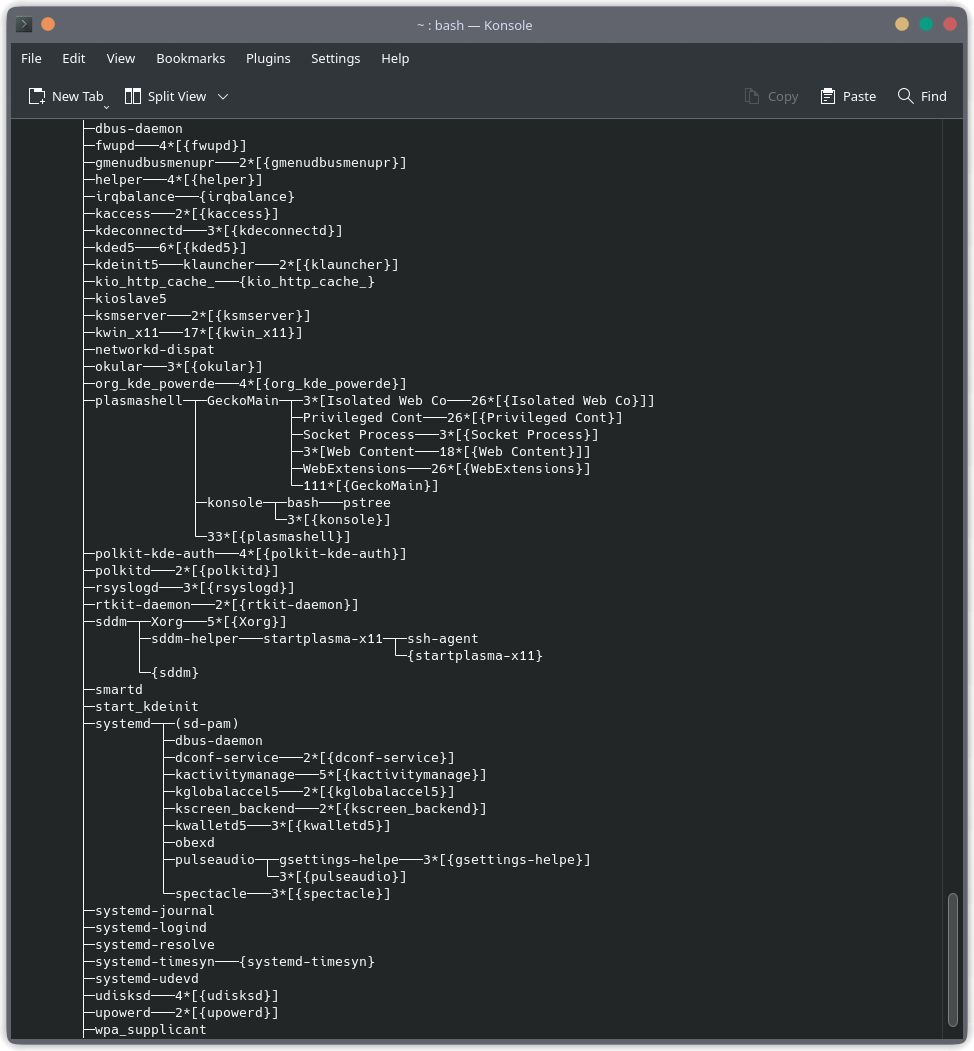 ~ : bash — Konsole
File Edit View Bookmarks Plugins Settings Help
New Tab Split View Copy Paste Find
├─dbus-daemon
├─fwupd───4*[{fwupd}]
├─gmenudbusmenupr───2*[{gmenudbusmenupr}]
├─helper───4*[{helper}]
├─irqbalance───{irqbalance}
├─kaccess───2*[{kaccess}]
├─kdeconnectd───3*[{kdeconnectd}]
├─kded5───6*[{kded5}]
├─kdeinit5───klauncher───2*[{klauncher}]
├─kio_http_cache_───{kio_http_cache_}
├─kioslave5
├─ksmserver───2*[{ksmserver}]
├─kwin_x11───17*[{kwin_x11}]
├─networkd-dispat
├─okular───3*[{okular}]
├─org_kde_powerde───4*[{org_kde_powerde}]
├─plasmashell─┬─GeckoMain─┬─3*[Isolated Web Co───26*[{Isolated Web Co}]]
│             │           ├─Privileged Cont───26*[{Privileged Cont}]
│             │           ├─Socket Process───3*[{Socket Process}]
│             │           ├─3*[Web Content───18*[{Web Content}]]
│             │           ├─WebExtensions───26*[{WebExtensions}]
│             │           └─111*[{GeckoMain}]
│             ├─konsole─┬─bash───pstree
│             │         └─3*[{konsole}]
│             └─33*[{plasmashell}]
├─polkit-kde-auth───4*[{polkit-kde-auth}]
├─polkitd───2*[{polkitd}]
├─rsyslogd───3*[{rsyslogd}]
├─rtkit-daemon───2*[{rtkit-daemon}]
├─sddm─┬─Xorg───5*[{Xorg}]
│      ├─sddm-helper───startplasma-x11─┬─ssh-agent
│      │                               └─{startplasma-x11}
│      └─{sddm}
├─smartd
├─start_kdeinit
├─systemd─┬─(sd-pam)
│         ├─dbus-daemon
│         ├─dconf-service───2*[{dconf-service}]
│         ├─kactivitymanage───5*[{kactivitymanage}]
│         ├─kglobalaccel5───2*[{kglobalaccel5}]
│         ├─kscreen_backend───2*[{kscreen_backend}]
│         ├─kwalletd5───3*[{kwalletd5}]
│         ├─obexd
│         ├─pulseaudio─┬─gsettings-helpe───3*[{gsettings-helpe}]
│         │            └─3*[{pulseaudio}]
│         └─spectacle───3*[{spectacle}]
├─systemd-journal
├─systemd-logind
├─systemd-resolve
├─systemd-timesyn───{systemd-timesyn}
├─systemd-udevd
├─udisksd───4*[{udisksd}]
├─upowerd───2*[{upowerd}]
├─wpa_supplicant